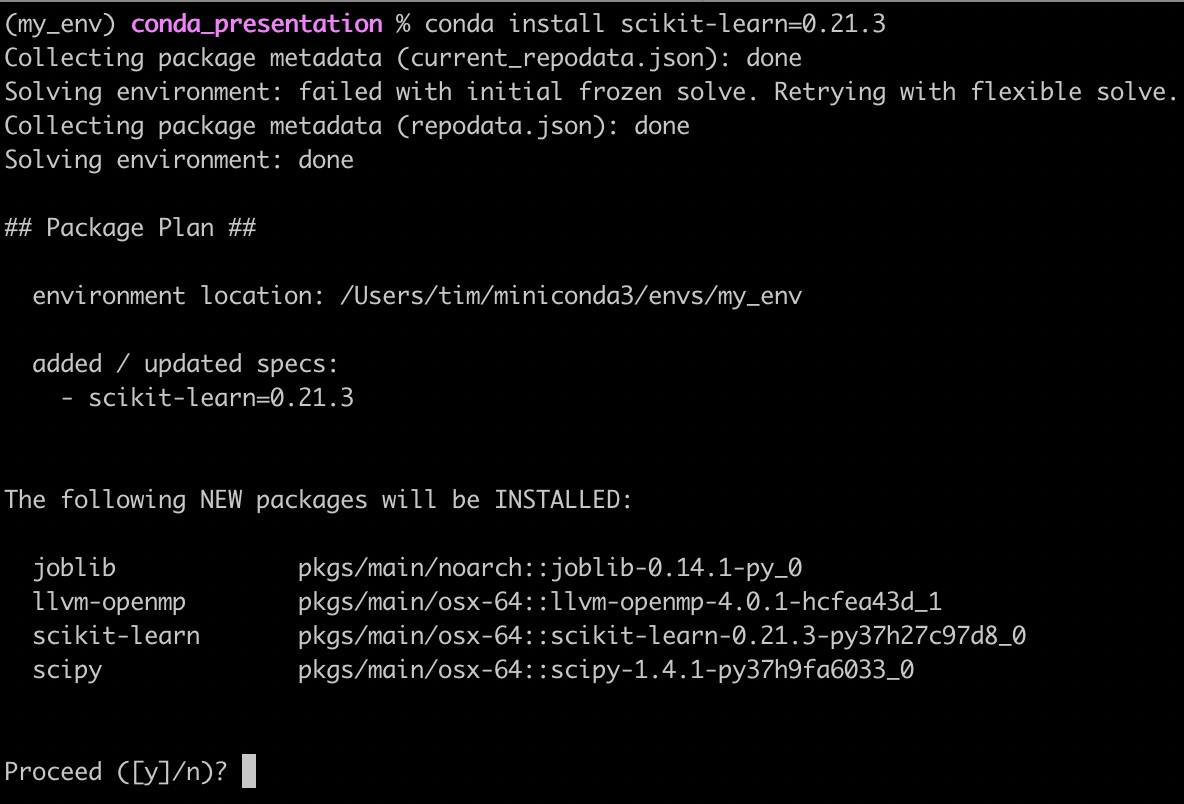 (my_env) conda_presentation % conda install scikit-learn=0.21.3
Collecting package metadata (current_repodata.json): done
Solving environment: failed with initial frozen solve. Retrying with flexible solve.
Collecting package metadata (repodata.json): done
Solving environment: done
## Package Plan ##
environment location: /Users/tim/miniconda3/envs/my_env
added / updated specs:
- scikit-learn=0.21.3
The following NEW packages will be INSTALLED:
joblib pkgs/main/noarch::joblib-0.14.1-py_0
llvm-openmp pkgs/main/osx-64::llvm-openmp-4.0.1-hcfea43d_1
scikit-learn pkgs/main/osx-64::scikit-learn-0.21.3-py37h27c97d8_0
scipy pkgs/main/osx-64::scipy-1.4.1-py37h9fa6033_0
Proceed ([y]/n)?